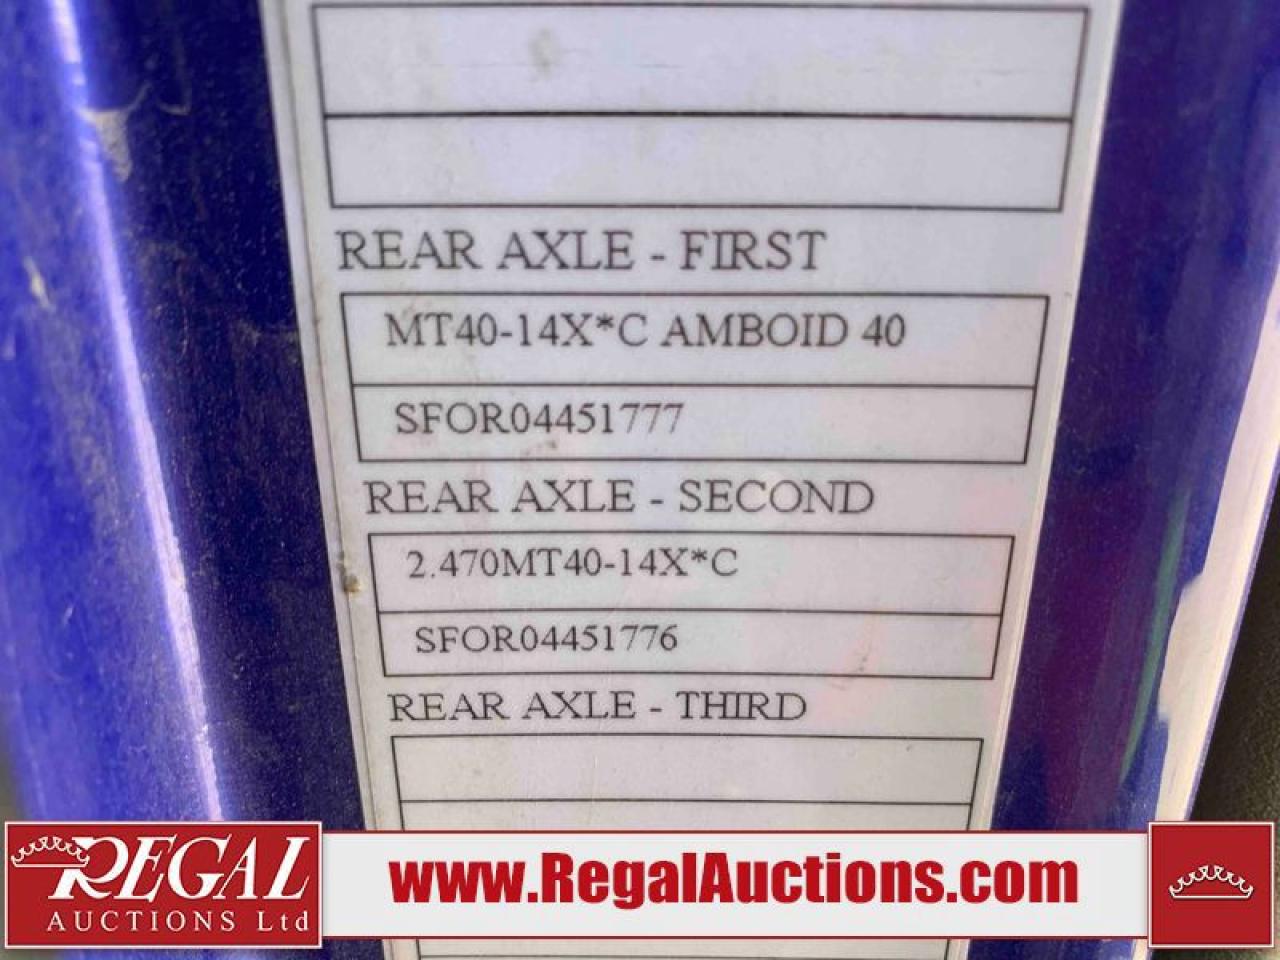 REAR AXLE - FIRST
MT40-14X*C AMBOID 40
SFOR04451777
REAR AXLE - SECOND
2.470MT40-14X*C
SFOR04451776
REAR AXLE - THIRD
REGAL
AUCTIONS Ltd
www.RegalAuctions.com